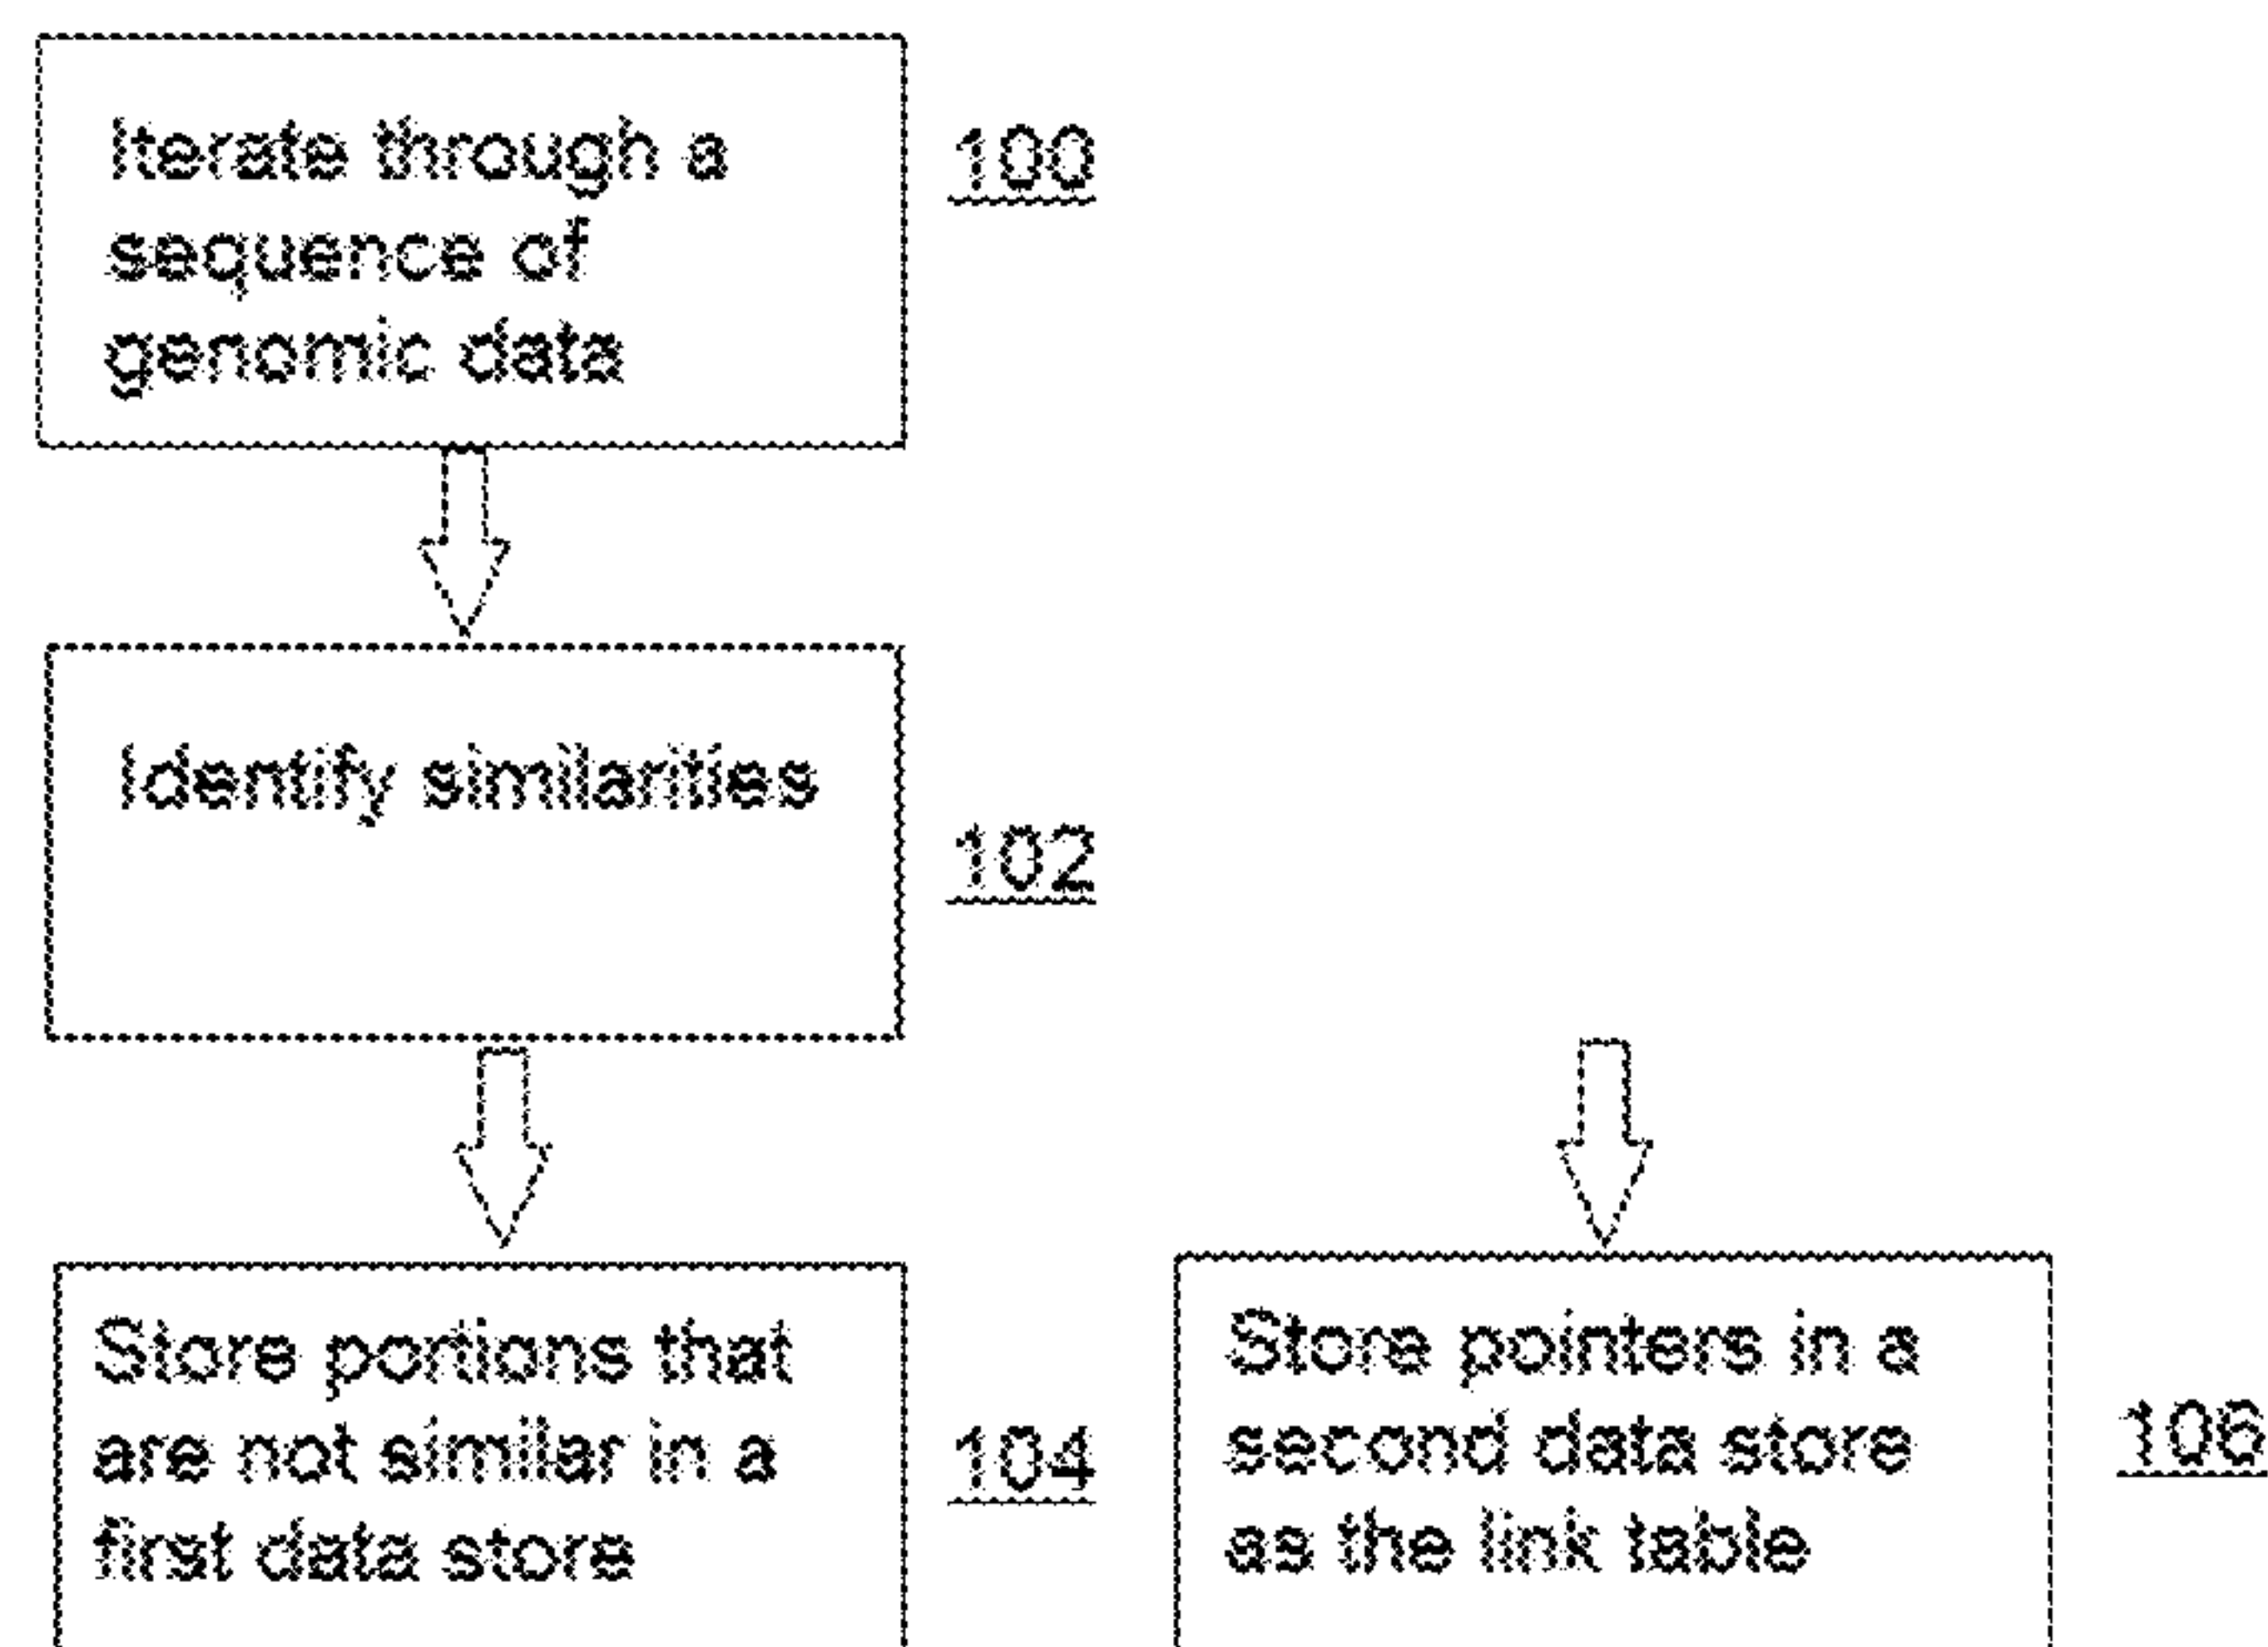 Iterate through a
sequence of
genomic data
100
Identify similarities
102
Store portions that
are not similar in a
first data store
104
Store pointers in a
second data store
as the link table
106